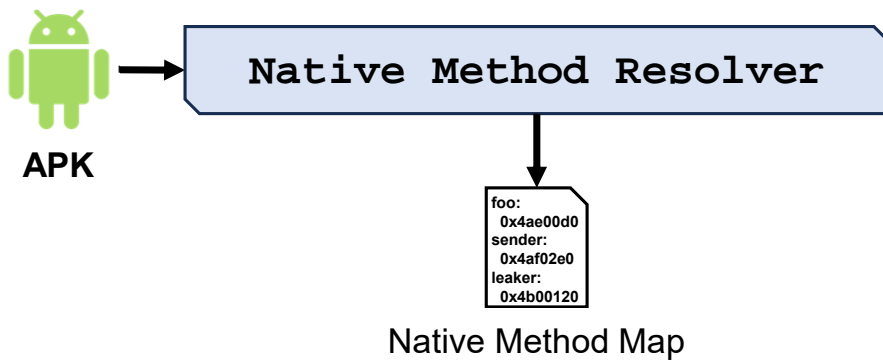 Native Method Resolver
APK
foo:
0x4ae00d0
sender:
0x4af02e0
leaker:
0x4b00120
Native Method Map